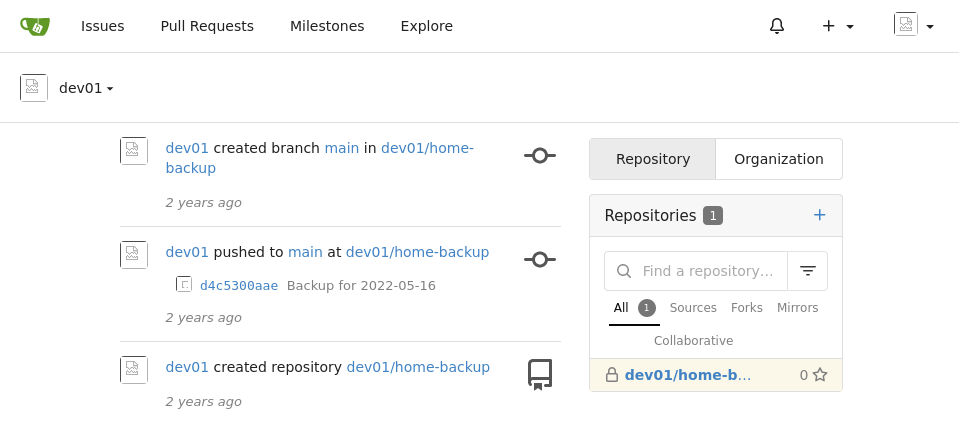 Issues Pull Requests Milestones Explore
dev01
dev01 created branch main in dev01/home-
backup
2 years ago
dev01 pushed to main at dev01/home-backup
d4c5300aae Backup for 2022-05-16
2 years ago
dev01 created repository dev01/home-backup
2 years ago
Repository Organization
Repositories 1 +
Find a repository...
All 1 Sources Forks Mirrors
Collaborative
dev01/home-b... 0